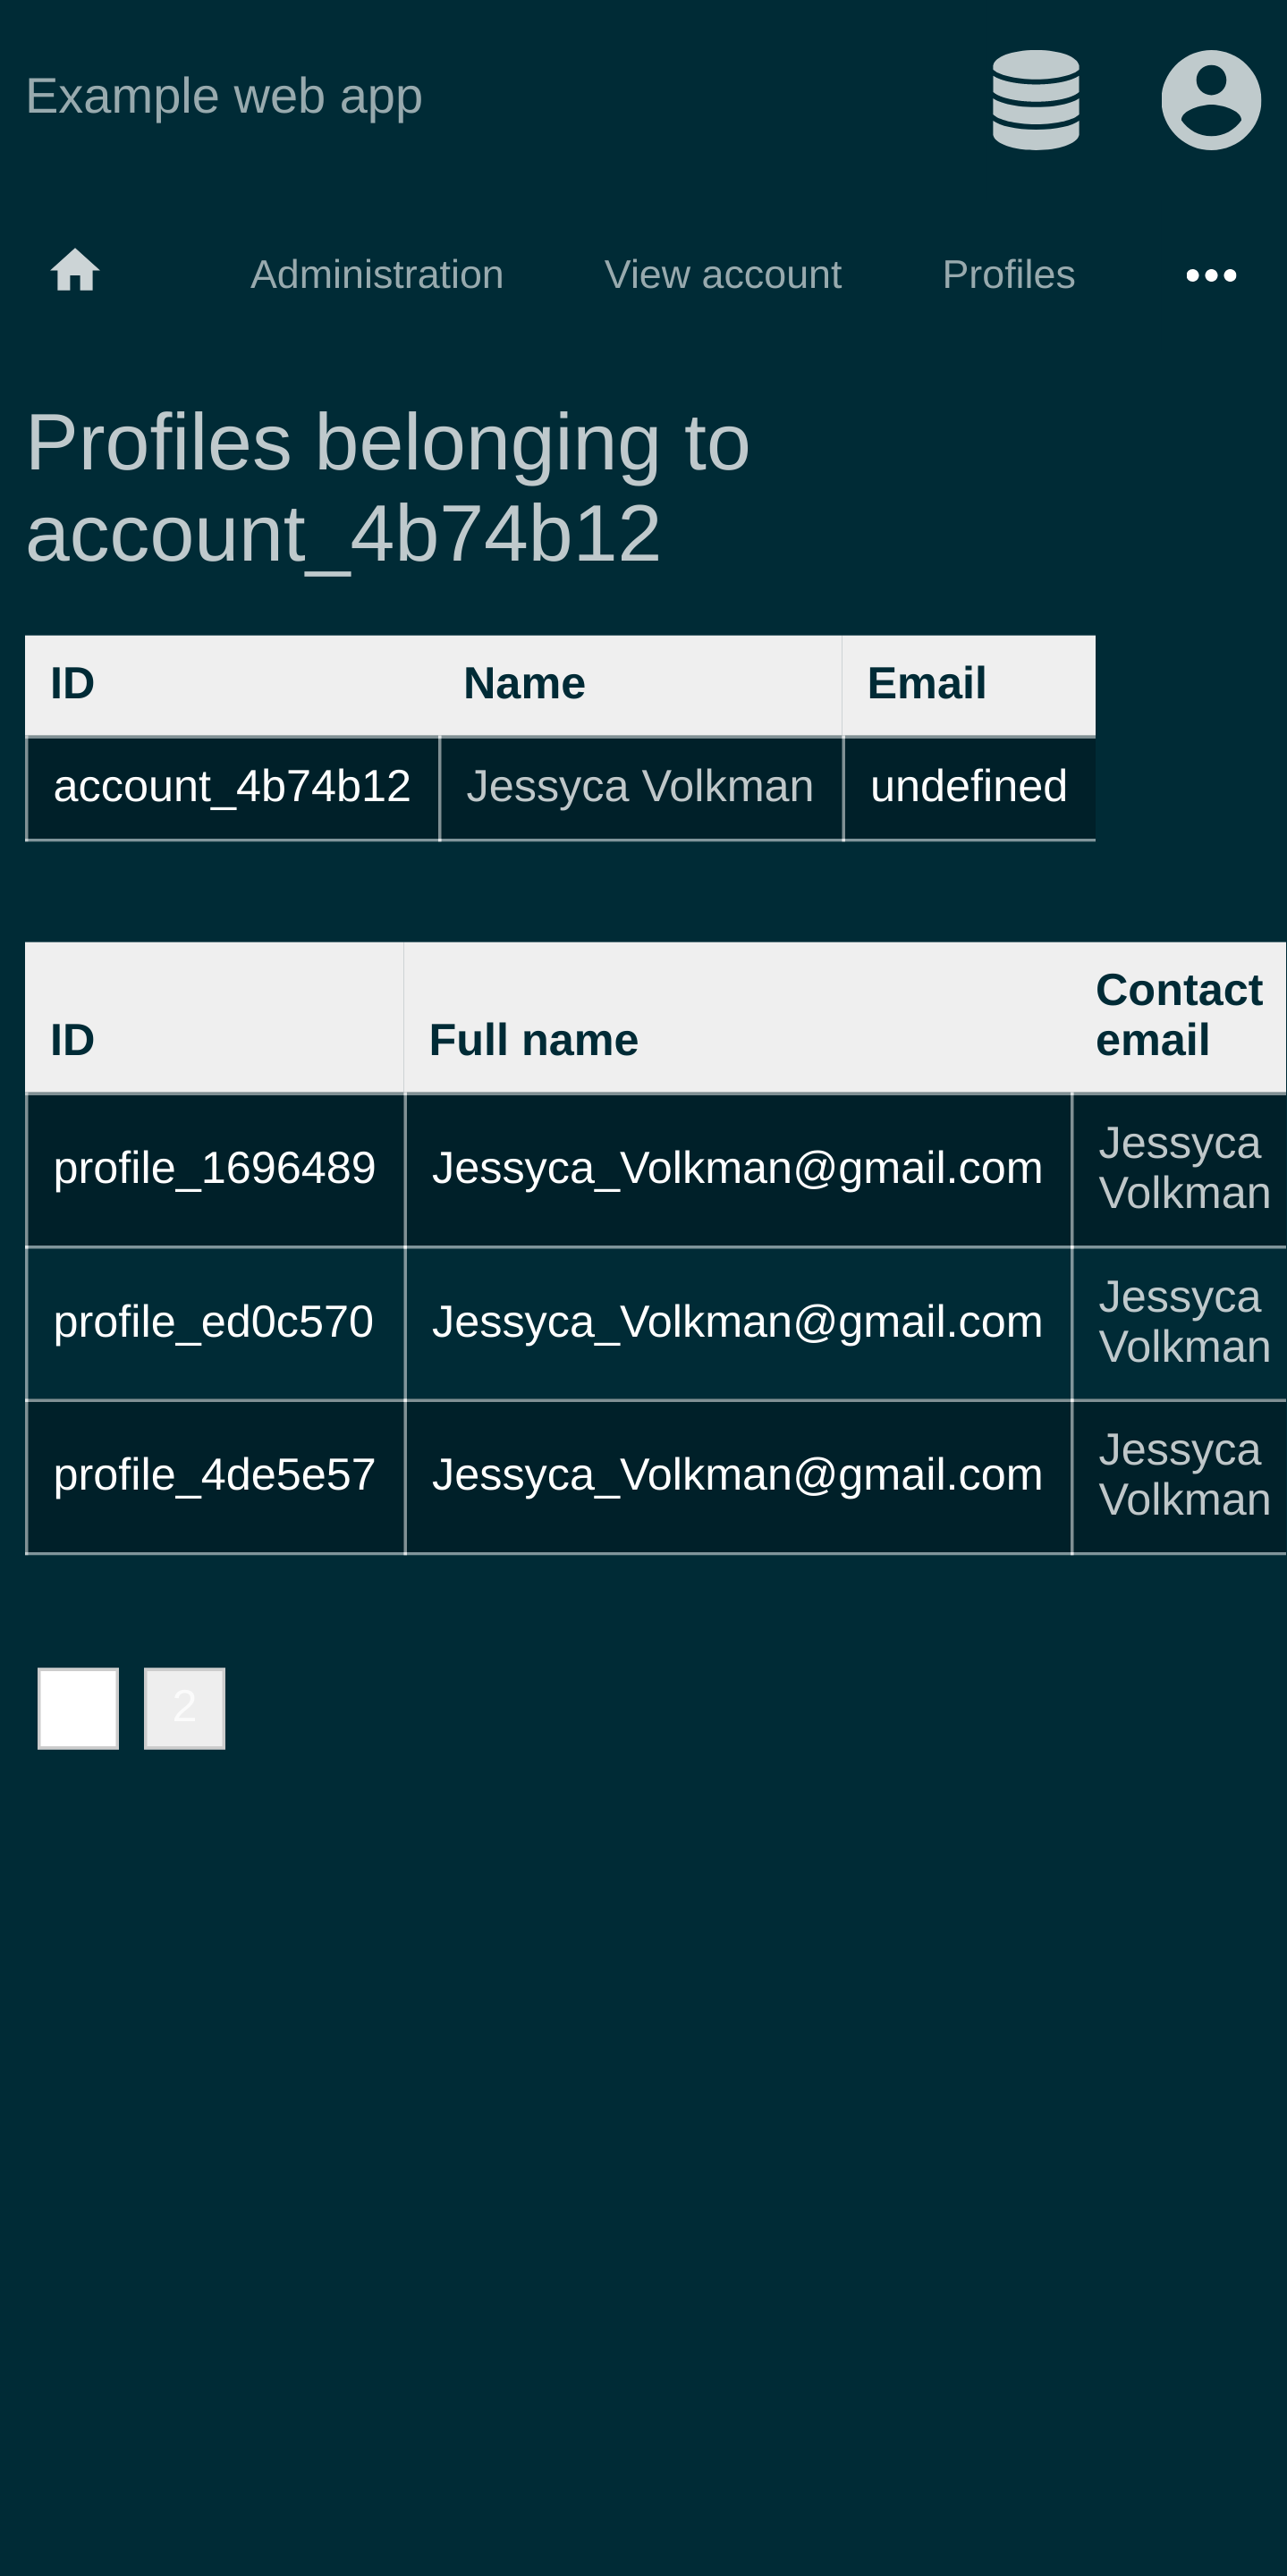 Example web app
Administration View account Profiles
Profiles belonging to
account_4b74b12
ID Name Email
account_4b74b12 Jessyca Volkman undefined
Contact
ID Full name email
profile_1696489 Jessyca_Volkman@gmail.com Jessyca
Volkman
profile_ed0c570 Jessyca_Volkman@gmail.com Jessyca
Volkman
profile_4de5e57 Jessyca_Volkman@gmail.com Jessyca
Volkman
2